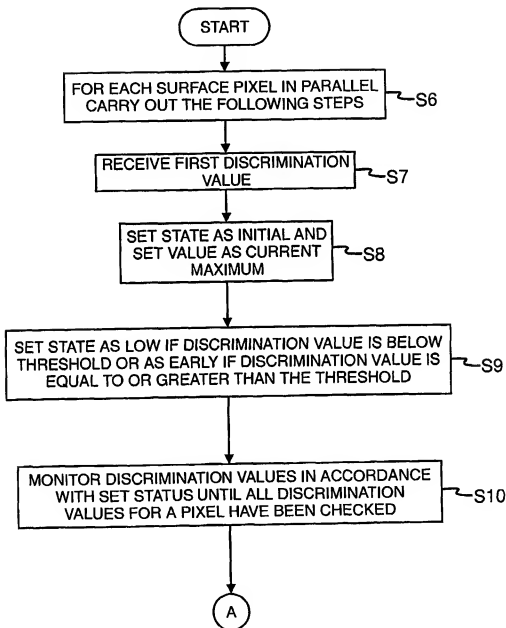 START
FOR EACH SURFACE PIXEL IN PARALLEL
CARRY OUT THE FOLLOWING STEPS
S6
RECEIVE FIRST DISCRIMINATION
VALUE
S7
SET STATE AS INITIAL AND
SET VALUE AS CURRENT
MAXIMUM
S8
SET STATE AS LOW IF DISCRIMINATION VALUE IS BELOW
THRESHOLD OR AS EARLY IF DISCRIMINATION VALUE IS
EQUAL TO OR GREATER THAN THE THRESHOLD
S9
MONITOR DISCRIMINATION VALUES IN ACCORDANCE
WITH SET STATUS UNTIL ALL DISCRIMINATION
VALUES FOR A PIXEL HAVE BEEN CHECKED
S10
A